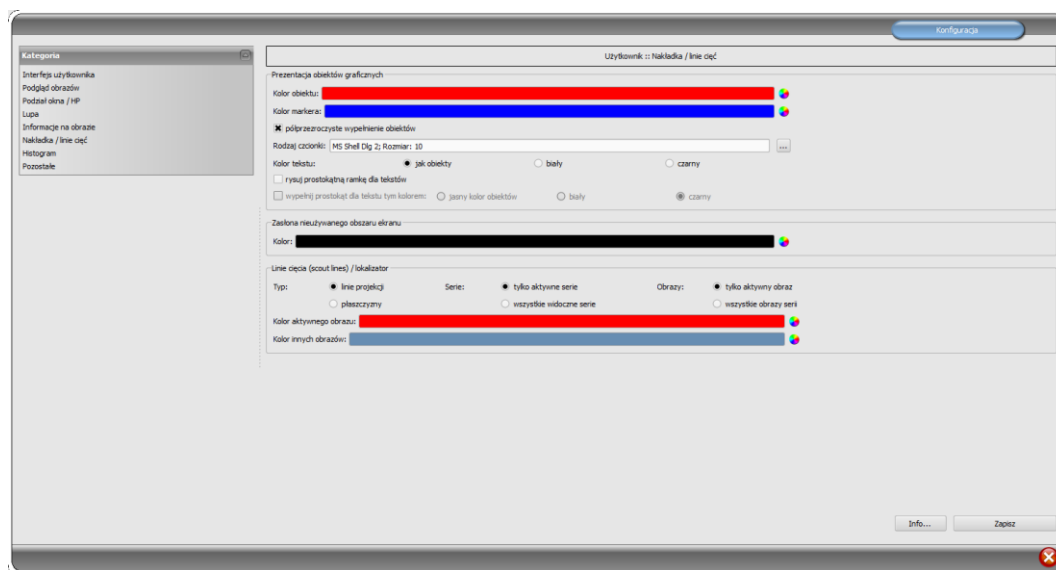 Konfiguracja
Kategoria
Interfejs użytkownika
Podgląd obrazów
Podział okna / HP
Lupa
Informacje na obrazie
Nakładka / linie cięć
Histogram
Pozostałe
Użytkownik :: Nakładka / linie cięć
Prezentacja obiektów graficznych
Kolor obiektu:
Kolor markera:
półprzezroczyste wypełnienie obiektów
Rodzaj czcionki: MS Shell Dlg 2; Rozmiar: 10 ...
Kolor tekstu: jak obiekty biały czarny
rysuj prostokątną ramkę dla tekstów
wypełnij prostokąt dla tekstu tym kolorem: jasny kolor obiektów biały czarny
Zasłona nieużywanego obszaru ekranu
Kolor:
Linie cięcia (scout lines) / lokalizator
Typ: linie projekcji Serie: tylko aktywne serie Obrazy: tylko aktywny obraz
płaszczyzny wszystkie widoczne serie wszystkie obrazy serii
Kolor aktywnego obrazu:
Kolor innych obrazów:
Info... Zapisz